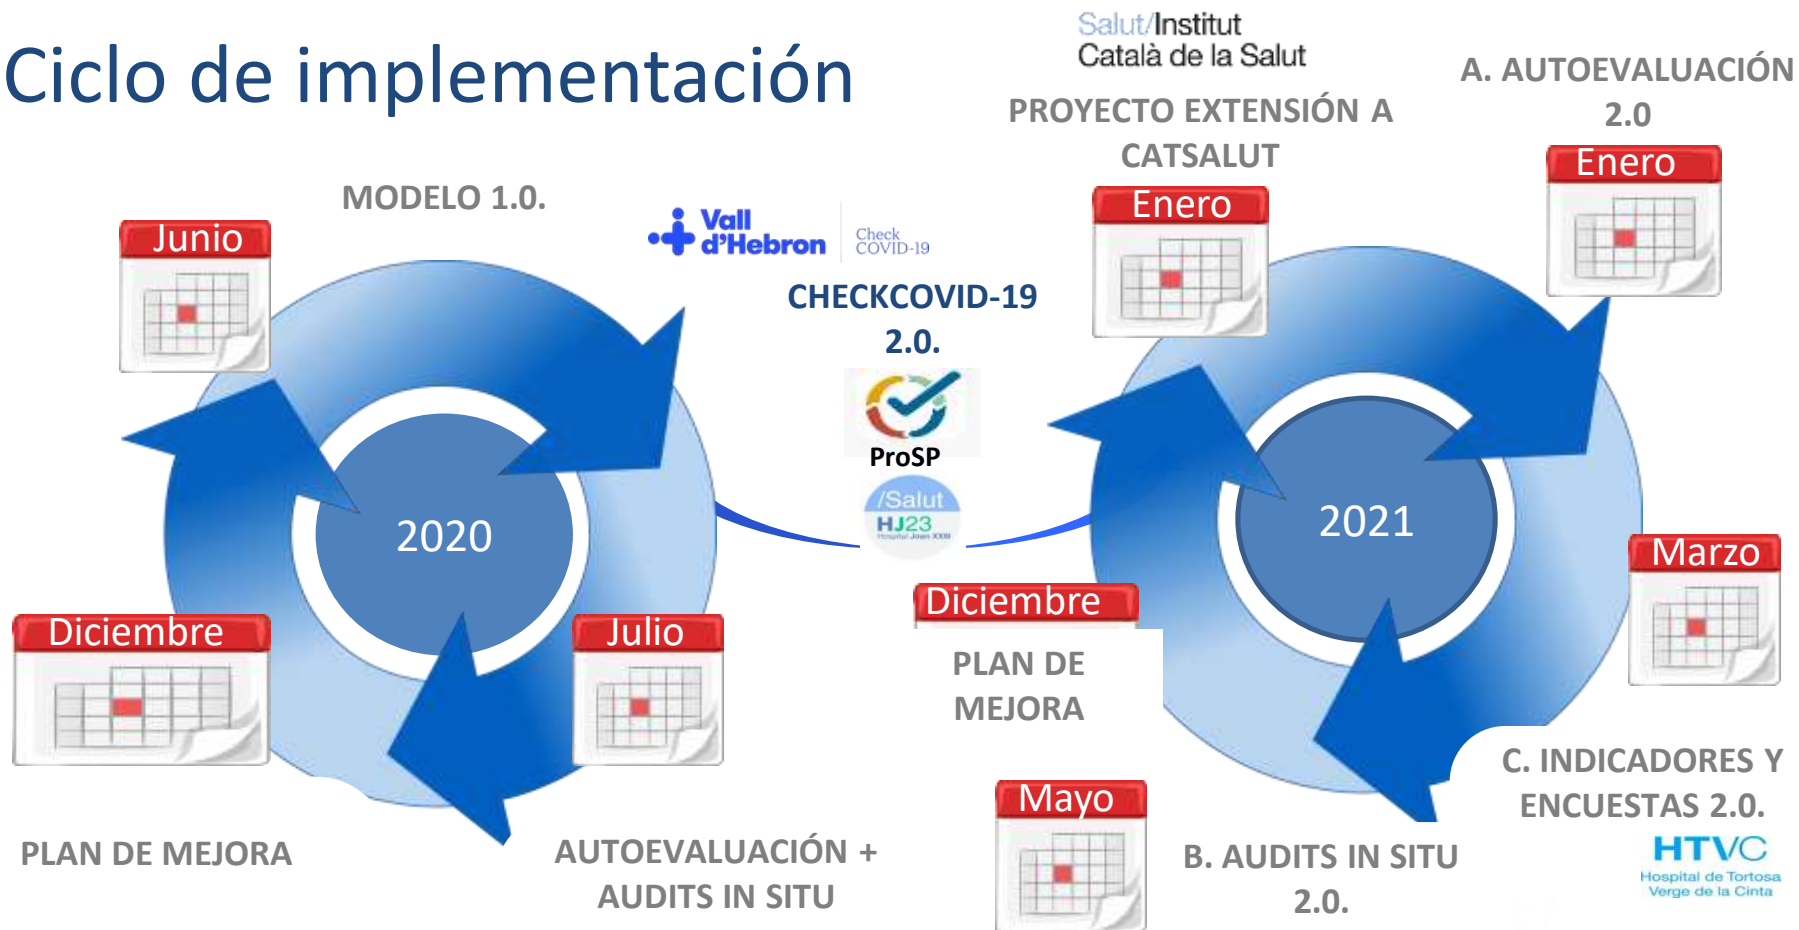 Ciclo de implementación
Salut/Institut
Català de la Salut
PROYECTO EXTENSIÓN A
CATSALUT
A. AUTOEVALUACIÓN
2.0
Enero
Enero
MODELO 1.0.
Junio
Vall
d'Hebron
Check
COVID-19
CHECKCOVID-19
2.0.
ProSP
/Salut
HJ23
Hospital Joan XXIII
2020
2021
Marzo
Diciembre
Julio
Diciembre
PLAN DE
MEJORA
C. INDICADORES Y
ENCUESTAS 2.0.
Mayo
PLAN DE MEJORA
AUTOEVALUACIÓN +
AUDITS IN SITU
B. AUDITS IN SITU
2.0.
HTVC
Hospital de Tortosa
Verge de la Cinta